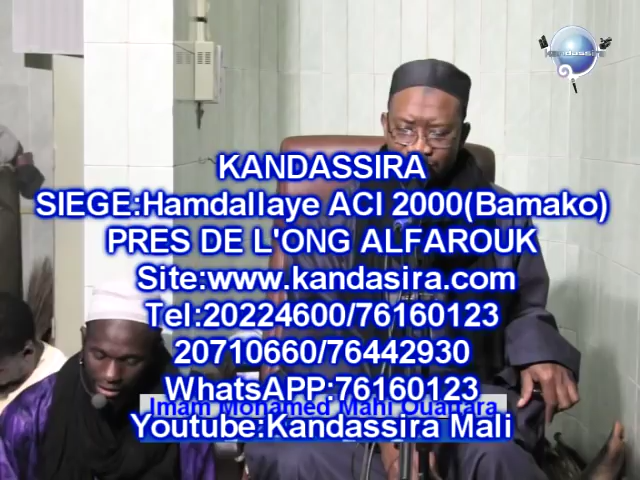 kandassira
KANDASSIRA
SIEGE:Hamdallaye ACI 2000(Bamako)
PRES DE L'ONG ALFAROUK
Site:www.kandasira.com
Tel:20224600/76160123
20710660/76442930
WhatsAPP:76160123
Imam Mohamed Mahi Ouattara
Youtube:Kandassira Mali